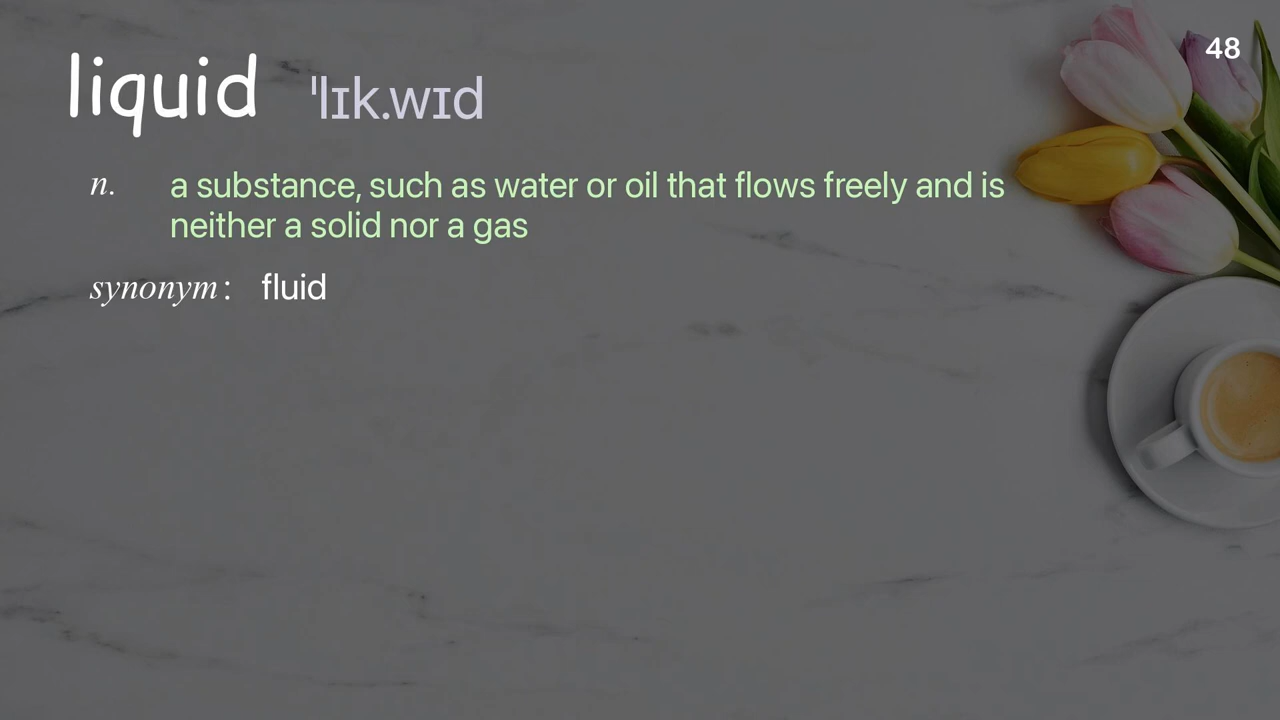 48
liquid ˈlɪk.wɪd
n. a substance, such as water or oil that flows freely and is
neither a solid nor a gas
synonym: fluid